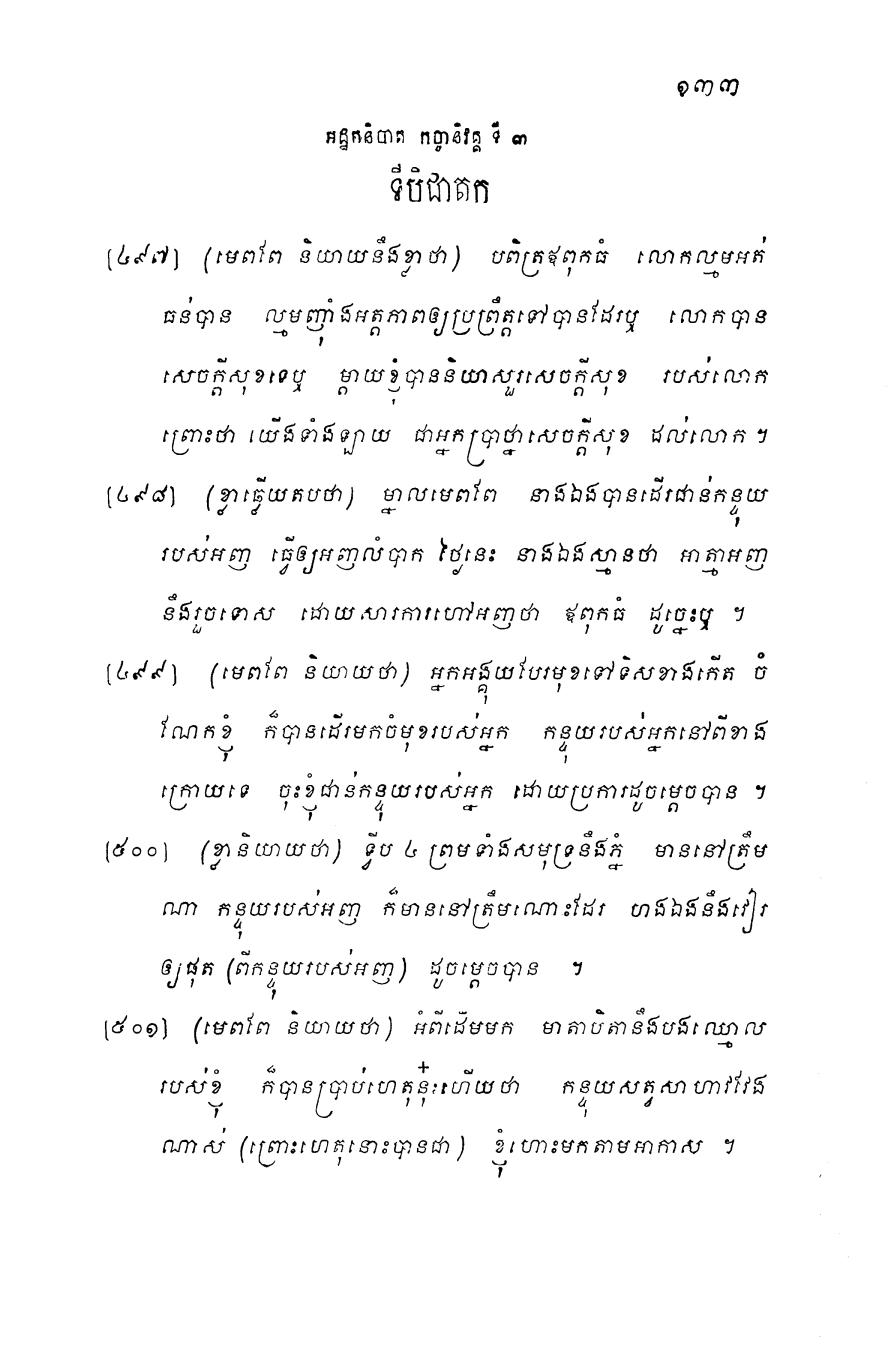 ១៣៣
អដ្ឋកនិបាត កច្ចានិវគ្គ ទី ៣
ទីបិជាតក
[៤៩៧] (មេពពែ និយាយនឹងខ្លាថា) បពិត្រឪពុកធំ លោកល្មមអត់
ធន់បាន ល្មមញ៉ាំងអត្តភាពឲ្យប្រព្រឹត្តទៅបានដែរឬ លោកបាន
សេចក្តីសុខទេឬ ម្តាយខ្ញុំបាននិយាសួរសេចក្តីសុខ របស់លោក
ព្រោះថា យើងទាំងឡាយ ជាអ្នកប្រាថ្នាសេចក្តីសុខ ដល់លោក ។
[៤៩៨] (ខ្លាធ្វើយតបថា) ម្នាលមេពពែ នាងឯងបានដើរជាន់កន្ទុយ
របស់អញ ធ្វើឲ្យអញលំបាក ថ្ងៃនេះ នាងឯងស្មានថា អាត្មាអញ
នឹងរួចទោស ដោយសារការហៅអញថា ឪពុកធំ ដូច្នេះឬ ។
[៤៩៩] (មេពពែ និយាយថា) អ្នកអង្គុយបែរមុខទៅទិសខាងកើត ចំ
ណែកខ្ញុំ ក៏បានដើរមកចំមុខរបស់អ្នក កន្ទុយរបស់អ្នកនៅពីខាង
ក្រោយទេ ចុះខ្ញុំជាន់កន្ទុយរបស់អ្នក ដោយប្រការដូចម្តេចបាន ។
[៥០០] (ខ្លានិយាយថា) ទ្វីប ៤ ព្រមទាំងសមុទ្រនឹងភ្នំ មាននៅត្រឹម
ណា កន្ទុយរបស់អញ ក៏មាននៅត្រឹមណោះដែរ ហងឯងនឹងវៀរ
ឲ្យផុត (ពីកន្ទុយរបស់អញ) ដូចម្តេចបាន ។
[៥០១] (មេពពែ និយាយថា) អំពីដើមមក មាតាបិតានឹងបងឈ្មោល
របស់ខ្ញុំ ក៏បានប្រាប់ហេតុនុ៎ះហើយថា កន្ទុយសត្វសាហាវវែង
ណាស់ (ព្រោះហេតុនោះបានជា) ខ្ញុំហោះមកតាមអាកាស ។